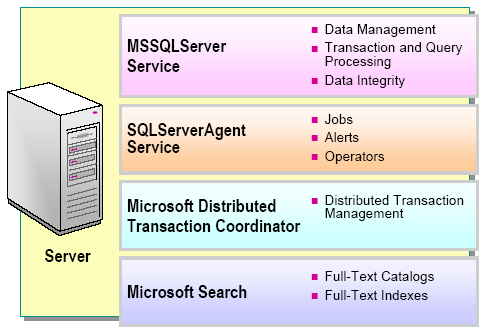 MSSQLServer
Service
Data Management
Transaction and Query
Processing
Data Integrity
SQLServerAgent
Service
Jobs
Alerts
Operators
Microsoft Distributed
Transaction Coordinator
Distributed Transaction
Management
Server
Microsoft Search
Full-Text Catalogs
Full-Text Indexes